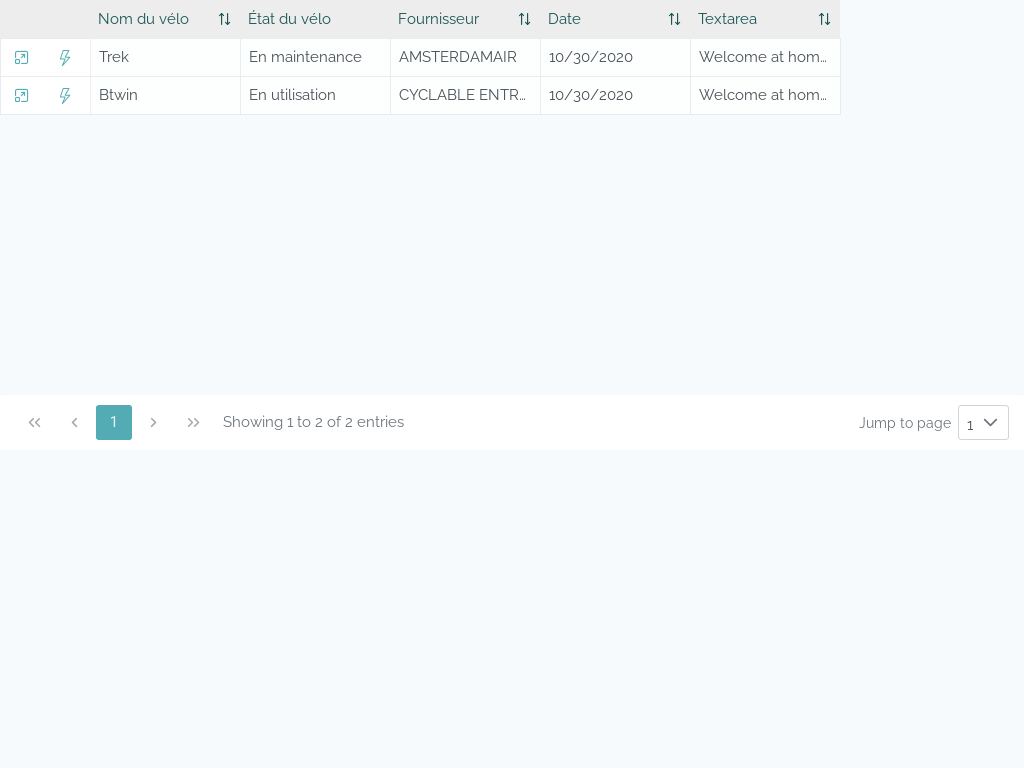 Nom du vélo État du vélo Fournisseur Date Textarea
Trek En maintenance AMSTERDAMAIR 10/30/2020 Welcome at hom…
Btwin En utilisation CYCLABLE ENTR… 10/30/2020 Welcome at hom…
1 Showing 1 to 2 of 2 entries Jump to page 1